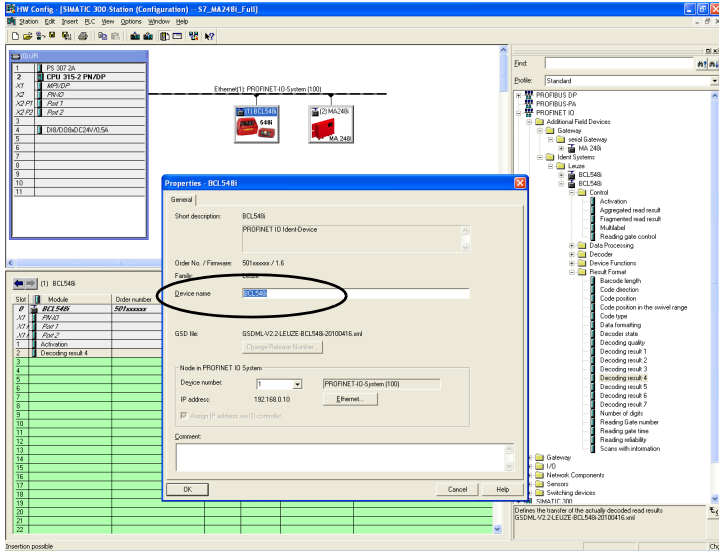 HW Config - [SIMATIC 300-Station (Configuration) -- S7_MA248i_Full]
Station Edit Insert PLC View Options Window Help
(0) UR
1 PS 307 2A
2 CPU 315-2 PN/DP
X1 MPI/DP
X2 PN-IO
X2 P1 Port 1
X2 P2 Port 2
3
4 DI8/DO8xDC24V/0,5A
5
6
7
8
9
10
11
Ethernet(1): PROFINET-IO-System (100)
(1) BCL548i
548i
(2) MA248i
MA 248i
Find:
Profile: Standard
PROFIBUS DP
PROFIBUS-PA
PROFINET IO
Additional Field Devices
Gateway
serial Gateway
MA 248i
Ident Systems
Leuze
BCL548i
BCL548i
Control
Activation
Aggregated read result
Fragmented read result
Multilabel
Reading gate control
Data Processing
Decoder
Device Functions
Result Format
Barcode length
Code direction
Code position
Code position in the swivel range
Code type
Data formatting
Decoder state
Decoding quality
Decoding result 1
Decoding result 2
Decoding result 3
Decoding result 4
Decoding result 5
Decoding result 6
Decoding result 7
Number of digits
Reading Gate number
Reading gate time
Reading reliability
Scans with information
Gateway
I/O
Network Components
Sensors
Switching devices
SIMATIC 300
Defines the transfer of the actually decoded read results
GSDML-V2.2-LEUZE-BCL548i-20100416.xml
Properties - BCL548i
General
Short description: BCL548i
PROFINET IO Ident-Device
Order No. / Firmware: 501xxxxxx / 1.6
Family: Leuze
Device name: BCL548i
GSD file: GSDML-V2.2-LEUZE-BCL548i-20100416.xml
Change Release Number...
Node in PROFINET IO System
Device number: 1 PROFINET-IO-System (100)
IP address: 192.168.0.10 Ethernet...
Assign IP address via IO controller
Comment:
OK Cancel Help
(1) BCL548i
Slot Module Order number
0 BCL548i 501xxxxxx
X1 PN-IO
Port 1
Port 2
1 Activation
2 Decoding result 4
3
4
5
6
7
8
9
10
11
12
13
14
15
16
17
18
19
20
21
22
Insertion possible